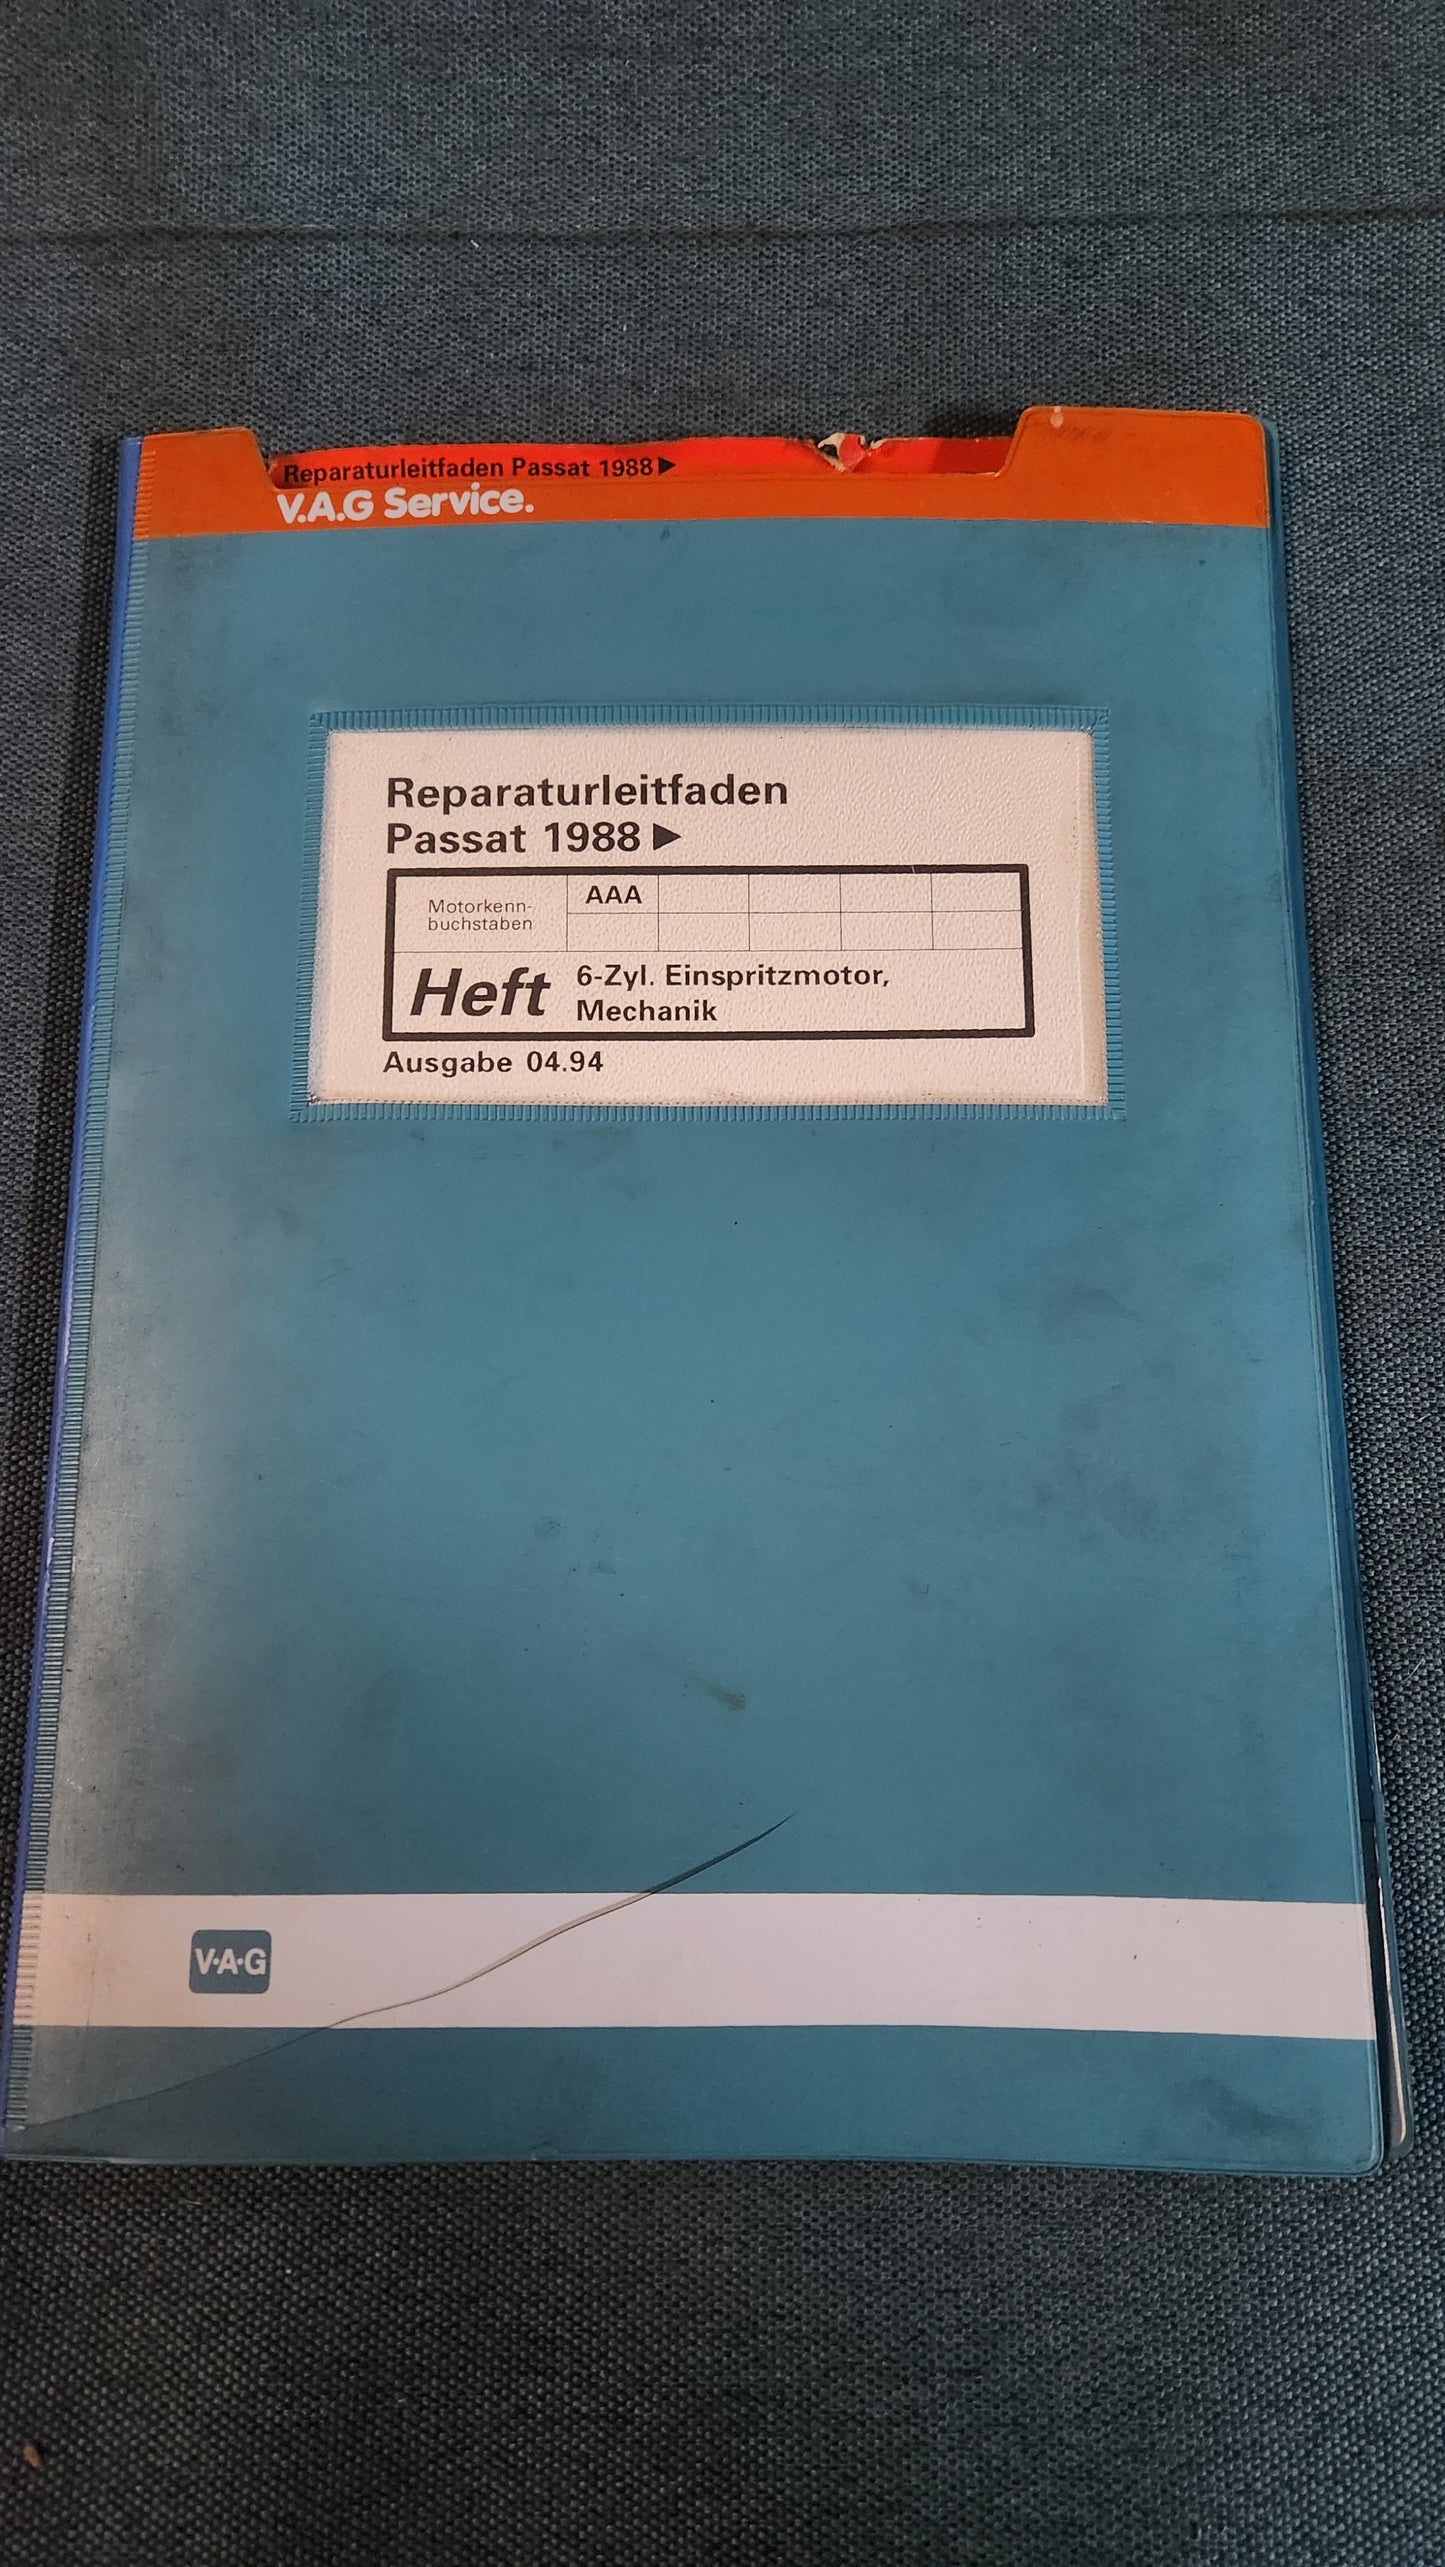 Reparaturleitfaden Passat 1988▶
V.A.G Service.
Reparaturleitfaden
Passat 1988 ▶
Motorkenn-
buchstaben
AAA
Heft
6-Zyl. Einspritzmotor,
Mechanik
Ausgabe 04.94
V·A·G